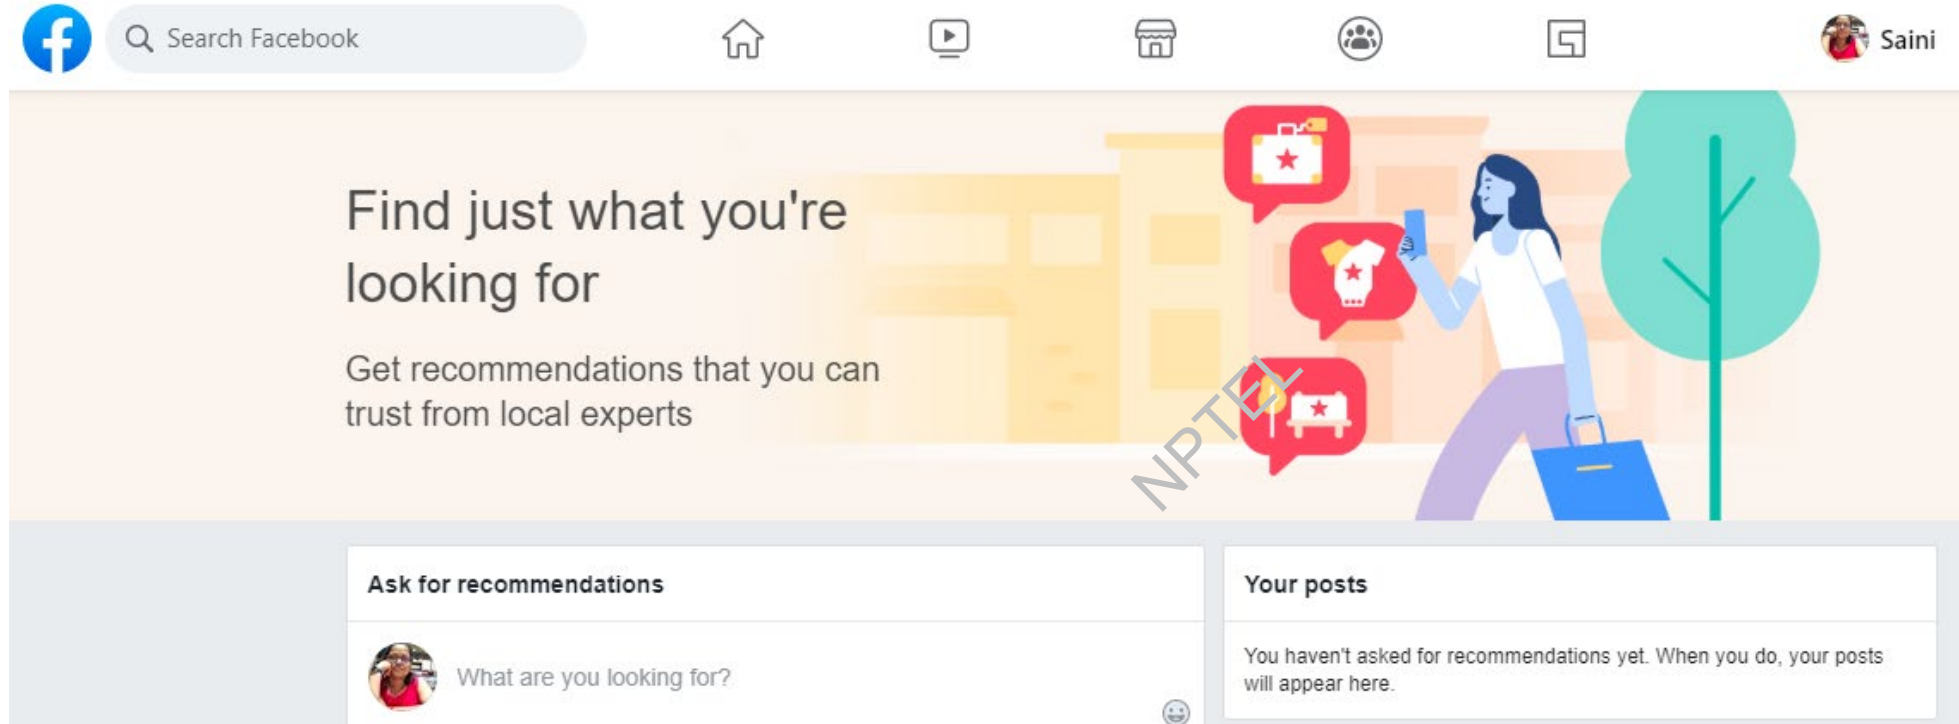 Search Facebook
Saini
Find just what you're
looking for
Get recommendations that you can
trust from local experts
NPTEL
Ask for recommendations
What are you looking for?
Your posts
You haven't asked for recommendations yet. When you do, your posts
will appear here.